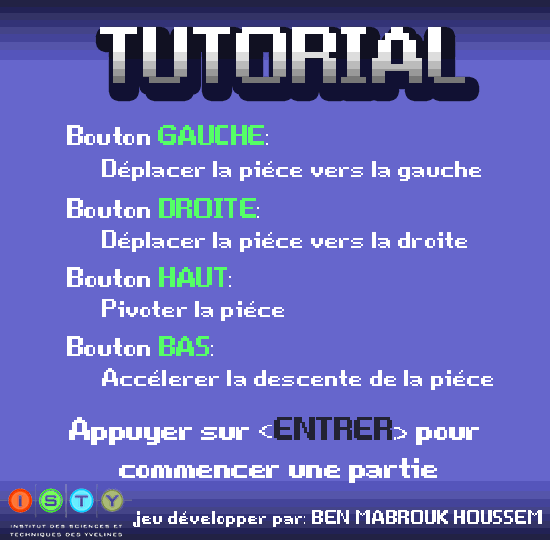 TUTORIAL
Bouton GAUCHE:
Déplacer la piéce vers la gauche
Bouton DROITE:
Déplacer la piéce vers la droite
Bouton HAUT:
Pivoter la piéce
Bouton BAS:
Accélerer la descente de la piéce
Appuyer sur <ENTRER> pour
commencer une partie
ISTY
INSTITUT DES SCIENCES ET
TECHNIQUES DES YVELINES
jeu développer par: BEN MABROUK HOUSSEM